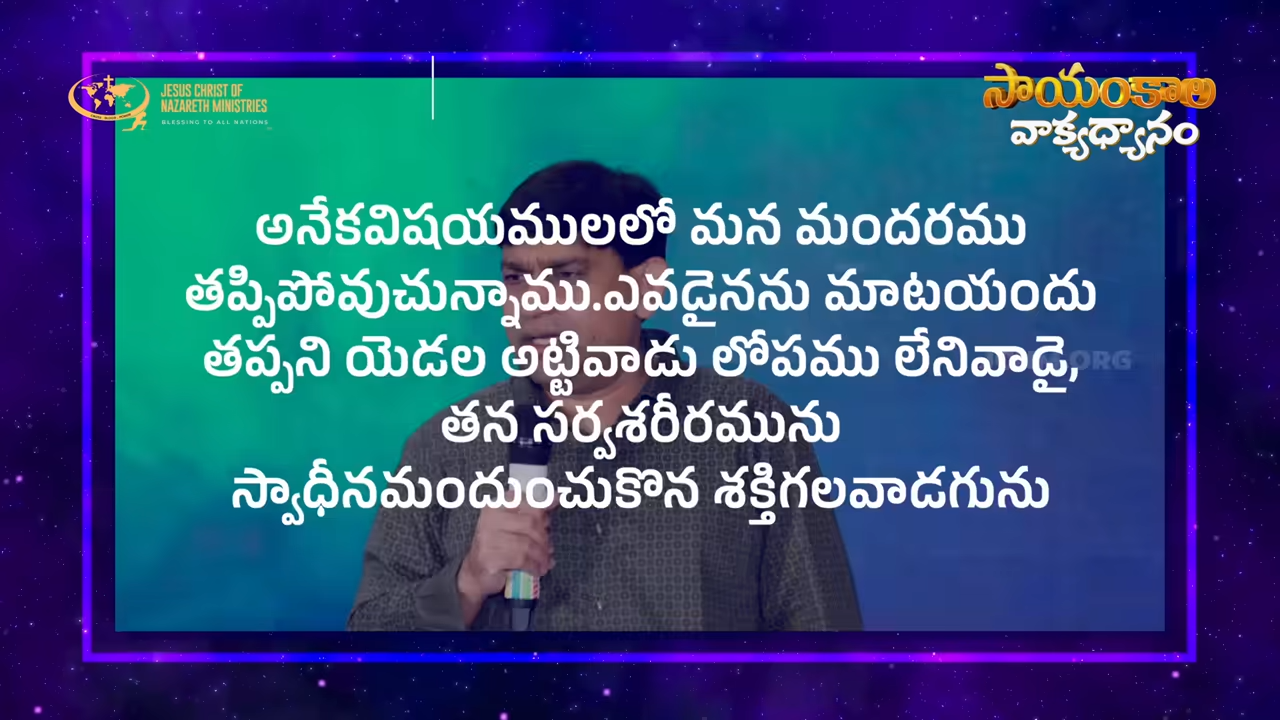 JESUS CHRIST OF
NAZARETH MINISTRIES
BLESSING TO ALL NATIONS
సాయంకాల
వాక్యధ్యానం
అనేకవిషయములలో మన మందరము
తప్పిపోవుచున్నాము.ఎవడైనను మాటయందు
తప్పని యెడల అట్టివాడు లోపము లేనివాడై,
తన సర్వశరీరమును
స్వాధీనమందుంచుకొన శక్తిగలవాడగును
.ORG